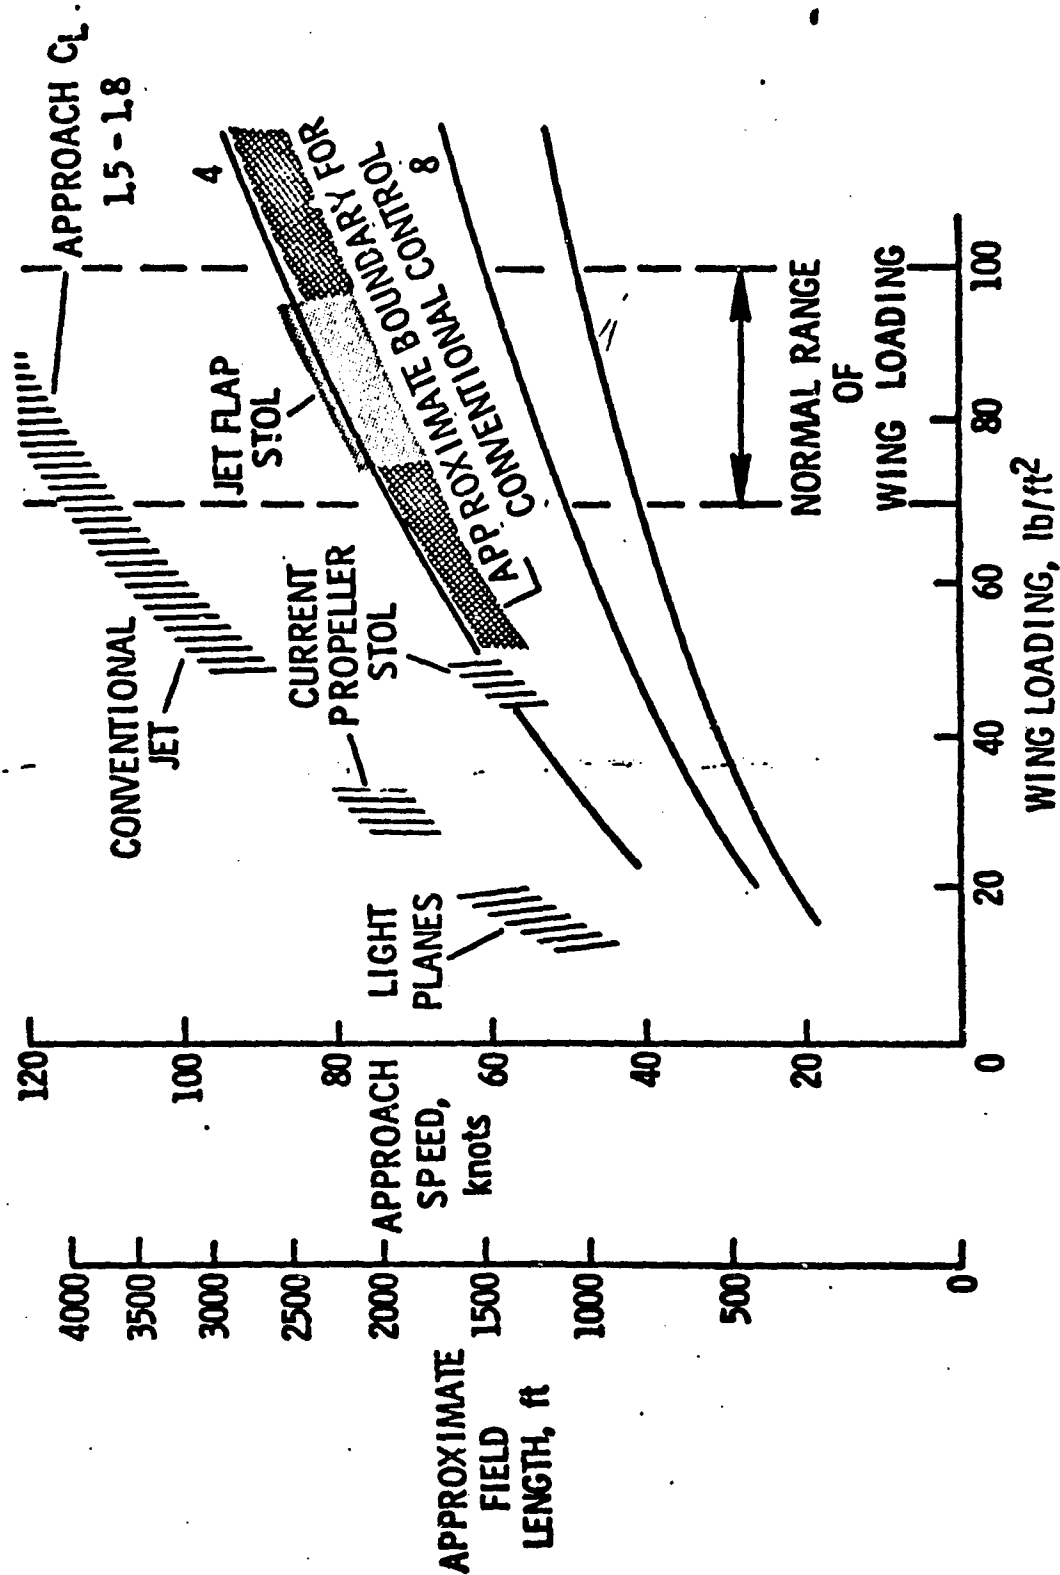 APPROACH CL
1.5 - 1.8
CONVENTIONAL
JET
JET FLAP
STOL
4
CURRENT
PROPELLER
STOL
APPROXIMATE BOUNDARY FOR
CONVENTIONAL CONTROL
8
LIGHT
PLANES
NORMAL RANGE
OF
WING LOADING
4000
3500
3000
2500
2000
1500
1000
500
0
APPROXIMATE
FIELD
LENGTH, ft
120
100
80
60
40
20
0
APPROACH
SPEED,
knots
20
40
60
80
100
WING LOADING, lb/ft²